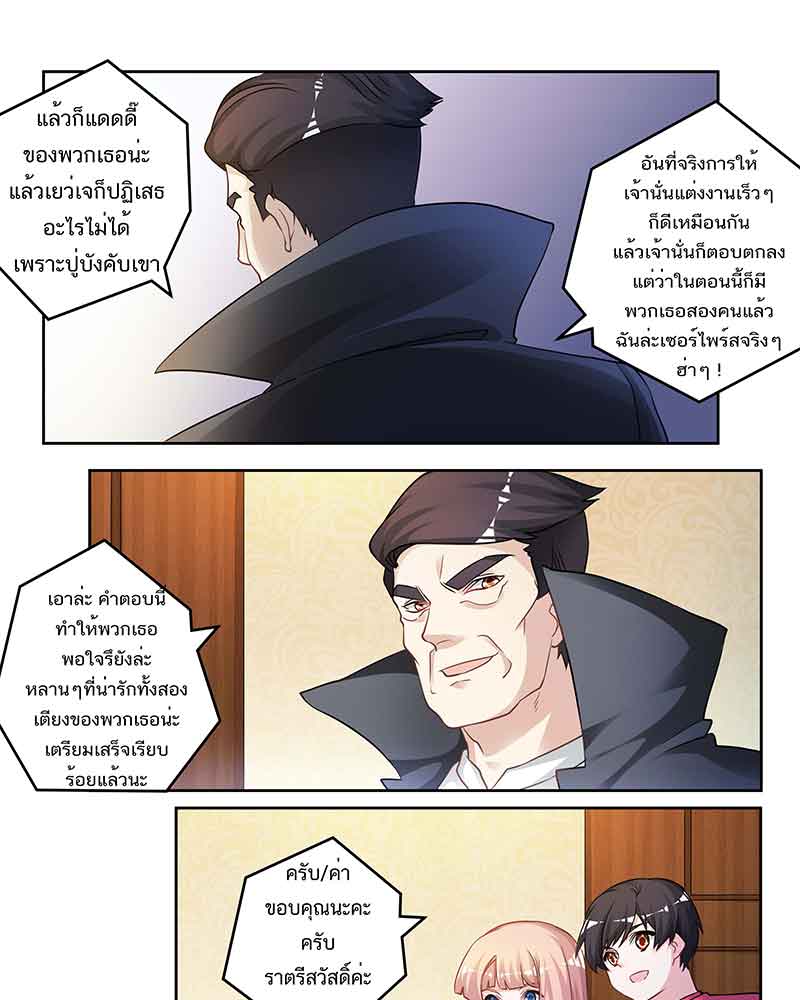 แล้วก็แดดดี๊
ของพวกเธอน่ะ
แล้วเยว่เจก็ปฏิเสธ
อะไรไม่ได้
เพราะปู่บังคับเขา
อันที่จริงการให้
เจ้านั่นแต่งงานเร็วๆ
ก็ดีเหมือนกัน
แล้วเจ้านั่นก็ตอบตกลง
แต่ว่าในตอนนี้ก็มี
พวกเธอสองคนแล้ว
ฉันล่ะเซอร์ไพร์สจริงๆ
ฮ่าๆ !
เอาล่ะ คำตอบนี้
ทำให้พวกเธอ
พอใจรึยังล่ะ
หลานๆที่น่ารักทั้งสอง
เตียงของพวกเธอน่ะ
เตรียมเสร็จเรียบ
ร้อยแล้วนะ
ครับ/ค่า
ขอบคุณนะคะ
ครับ
ราตรีสวัสดิ์ค่ะ